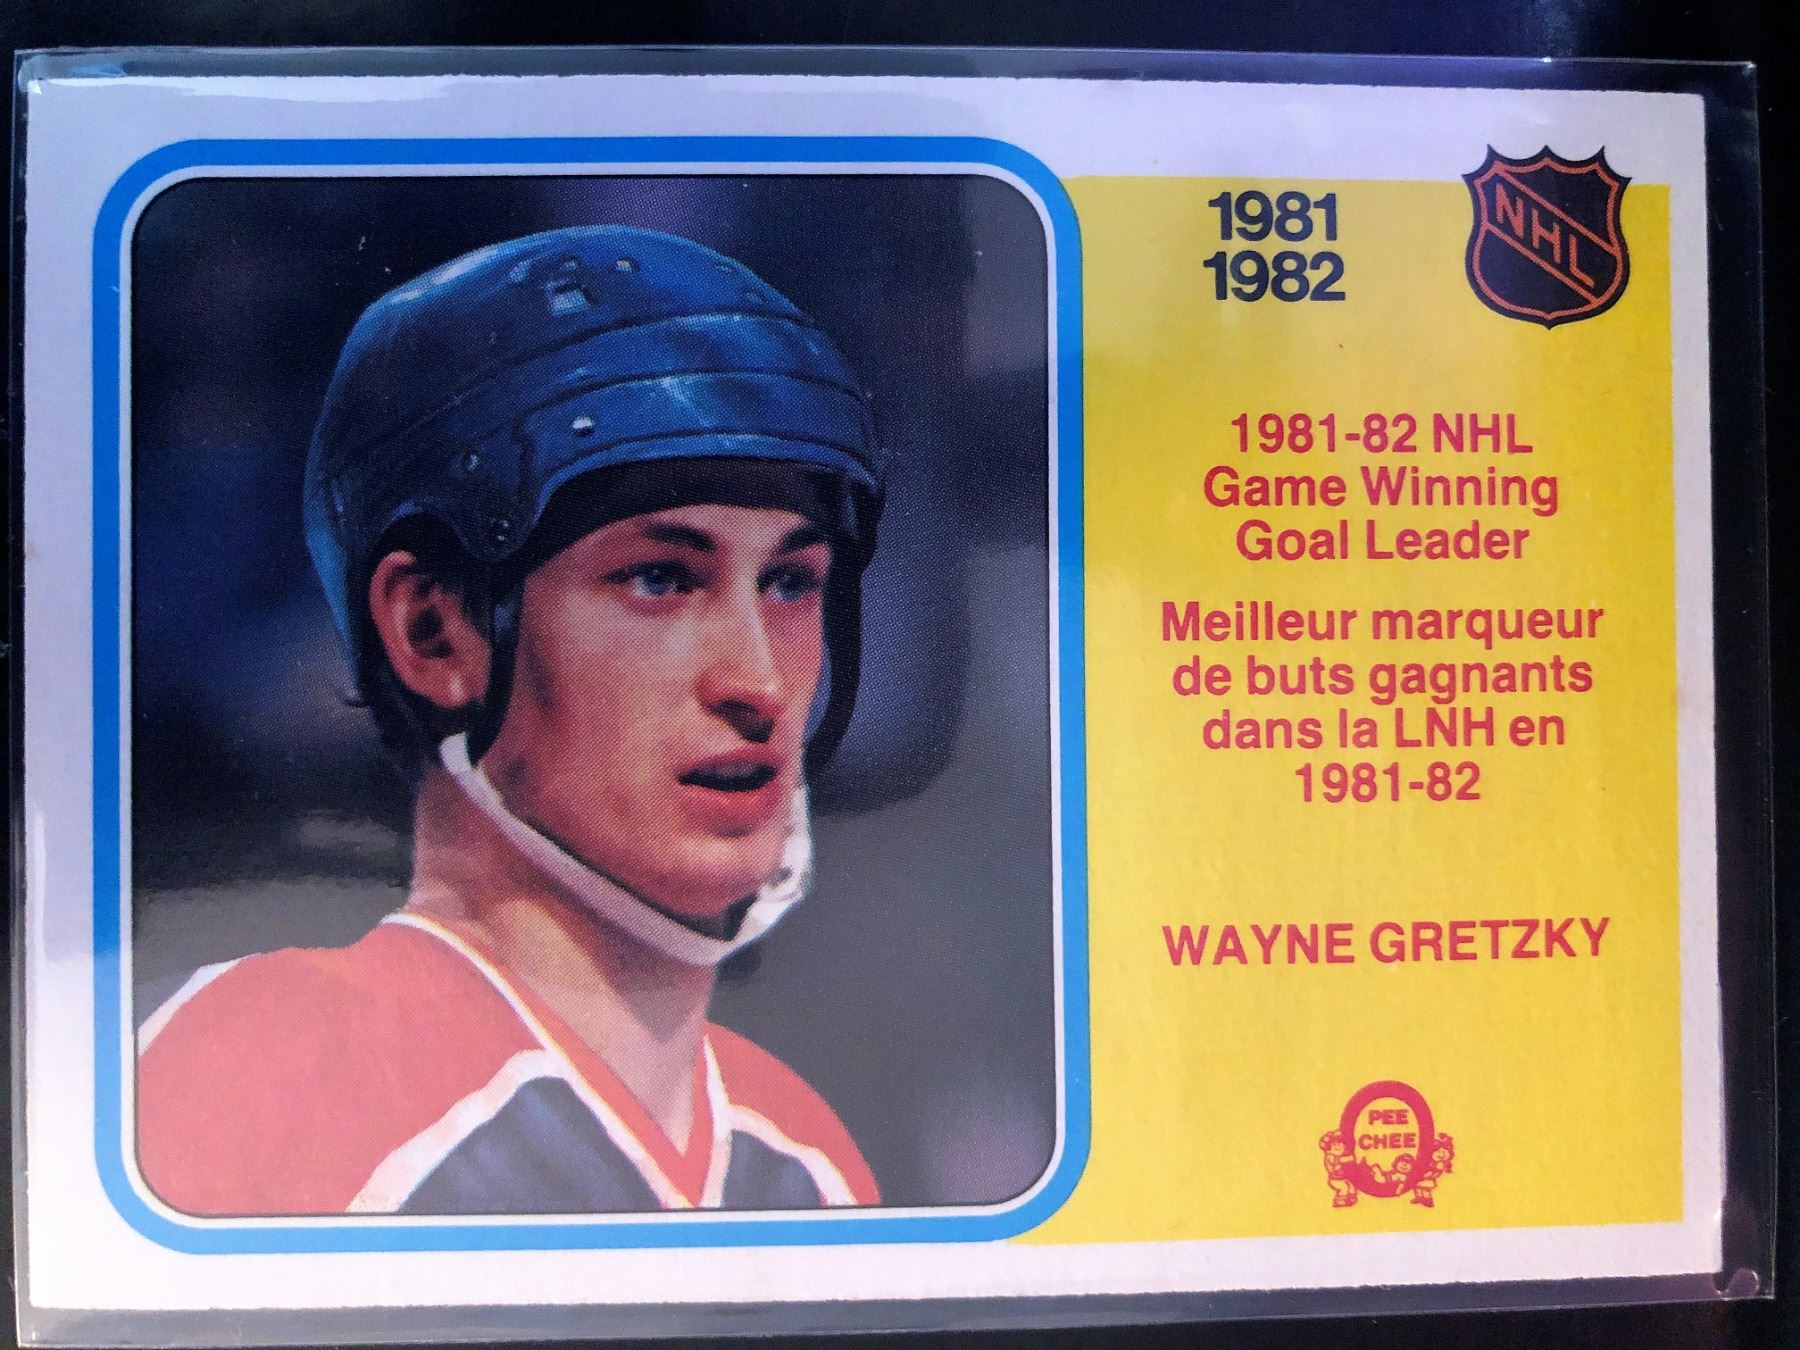 1981
1982
NHL
1981-82 NHL
Game Winning
Goal Leader
Meilleur marqueur
de buts gagnants
dans la LNH en
1981-82
WAYNE GRETZKY
PEE
CHEE